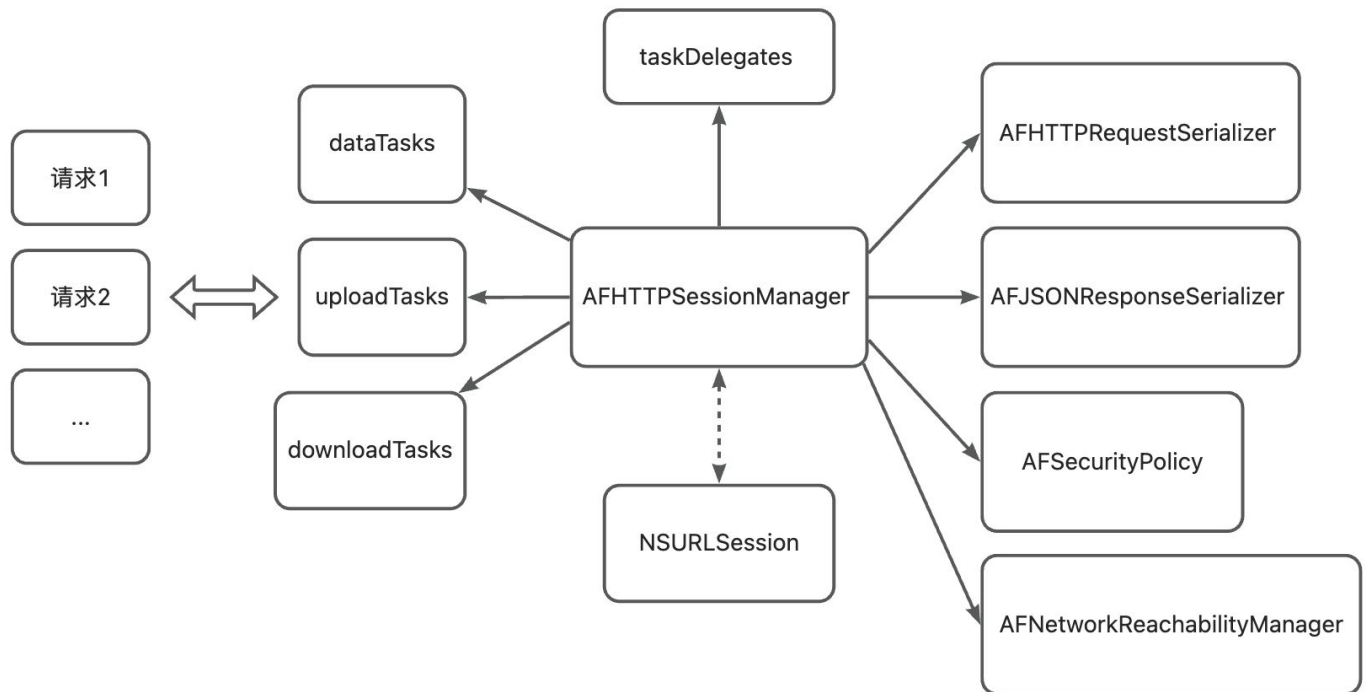 taskDelegates
dataTasks
AFHTTPRequestSerializer
请求1
请求2
uploadTasks
AFHTTPSessionManager
AFJSONResponseSerializer
...
downloadTasks
AFSecurityPolicy
NSURLSession
AFNetworkReachabilityManager